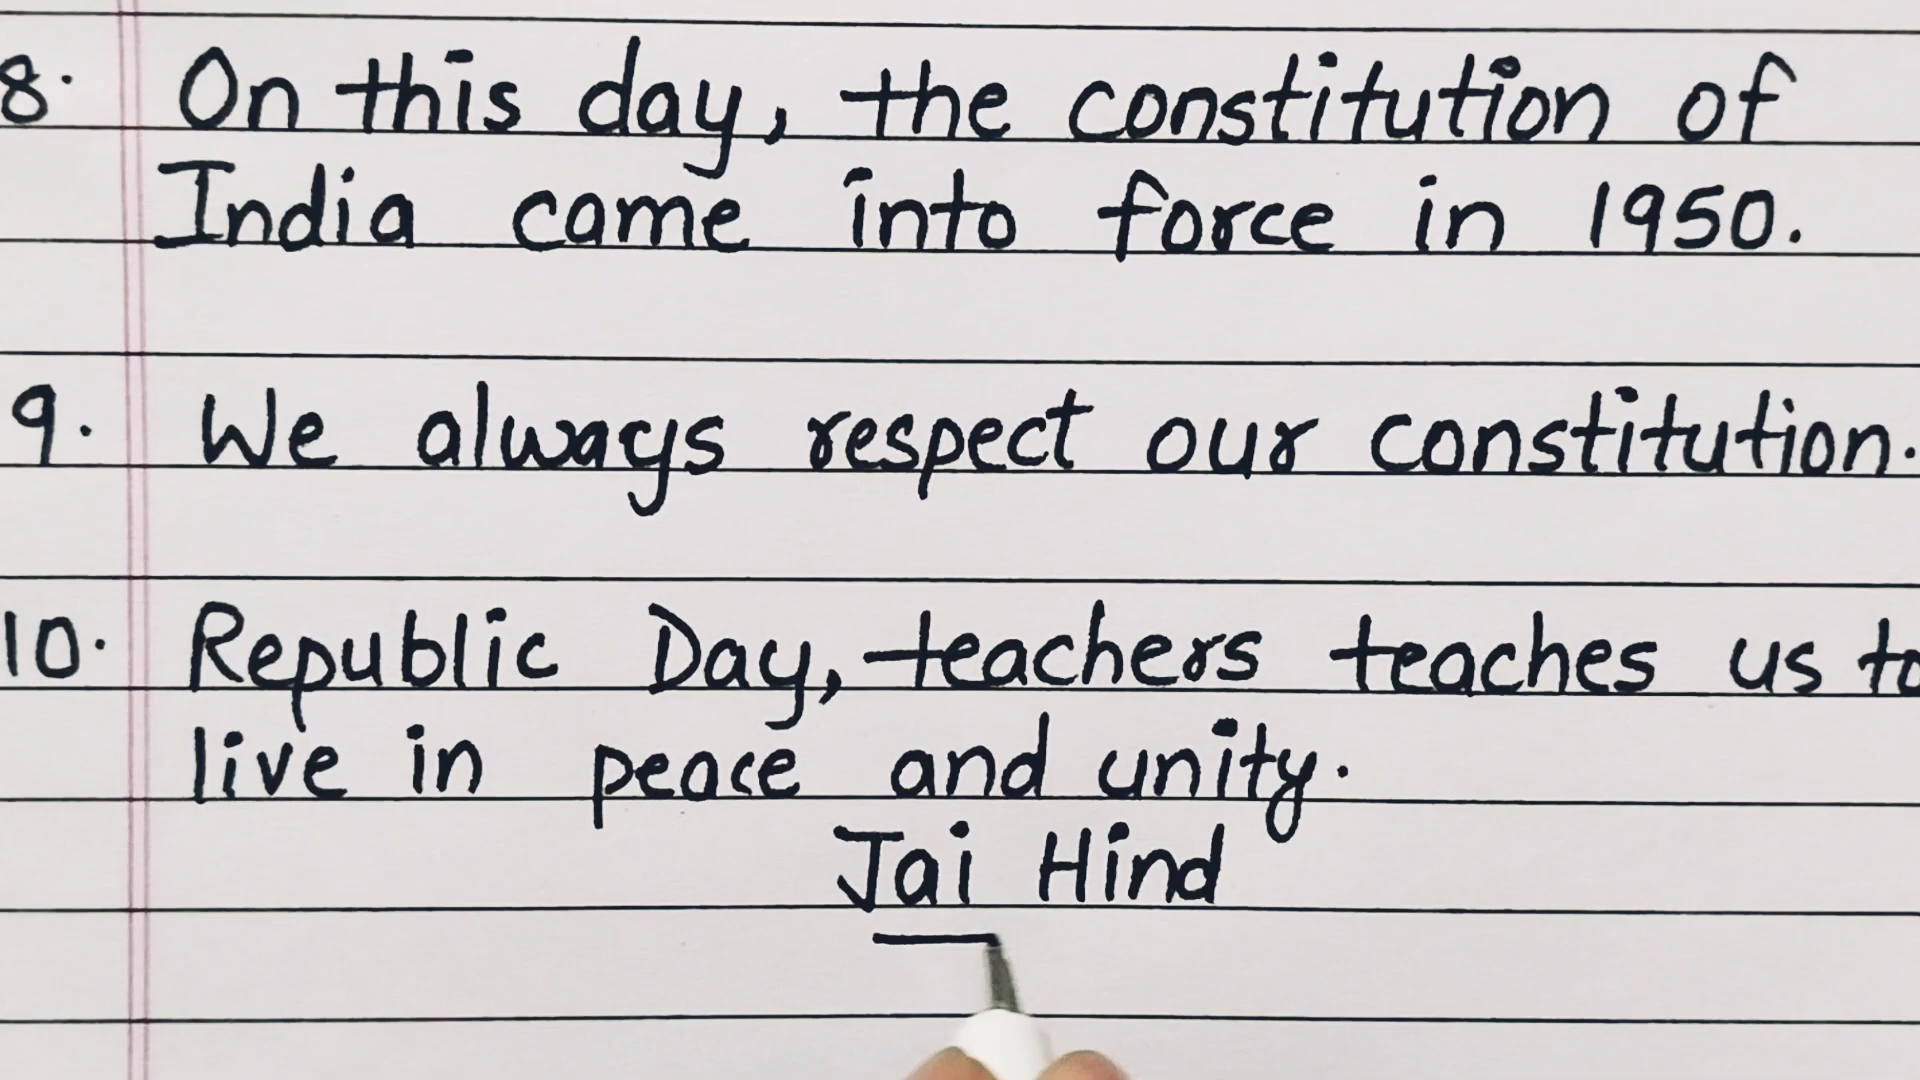 8. On this day, the constitution of
India came into force in 1950.
9. We always respect our constitution.
10. Republic Day, teachers teaches us to
live in peace and unity.
Jai Hind